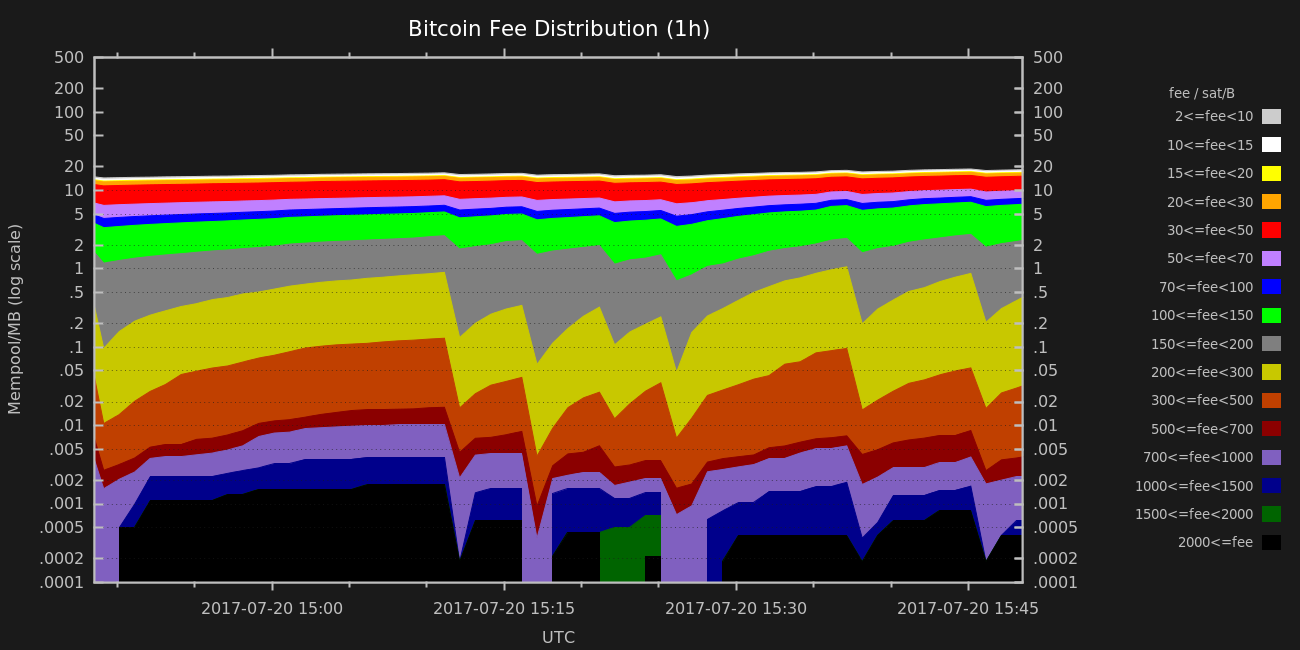 Bitcoin Fee Distribution (1h)
500
200
100
50
20
10
5
2
1
.5
.2
.1
.05
.02
.01
.005
.002
.001
.0005
.0002
.0001
Mempool/MB (log scale)
500
200
100
50
20
10
5
2
1
.5
.2
.1
.05
.02
.01
.005
.002
.001
.0005
.0002
.0001
2017-07-20 15:00
2017-07-20 15:15
2017-07-20 15:30
2017-07-20 15:45
UTC
fee / sat/B
2<=fee<10
10<=fee<15
15<=fee<20
20<=fee<30
30<=fee<50
50<=fee<70
70<=fee<100
100<=fee<150
150<=fee<200
200<=fee<300
300<=fee<500
500<=fee<700
700<=fee<1000
1000<=fee<1500
1500<=fee<2000
2000<=fee